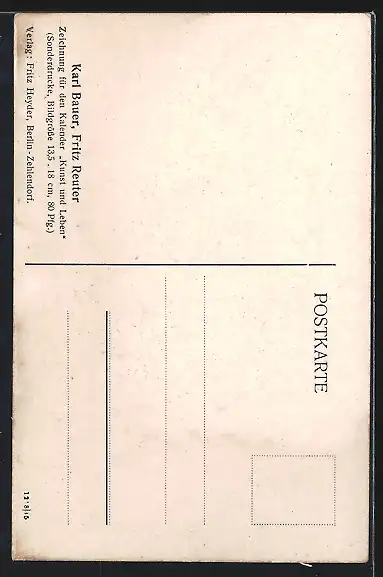 POSTKARTE
Karl Bauer, Fritz Reuter
Zeichnung für den Kalender „Kunst und Leben“
(Sonderdrucke, Bildgröße 13,5 . 18 cm, 80 Pfg.)
Verlag: Fritz Heyder, Berlin-Zehlendorf.